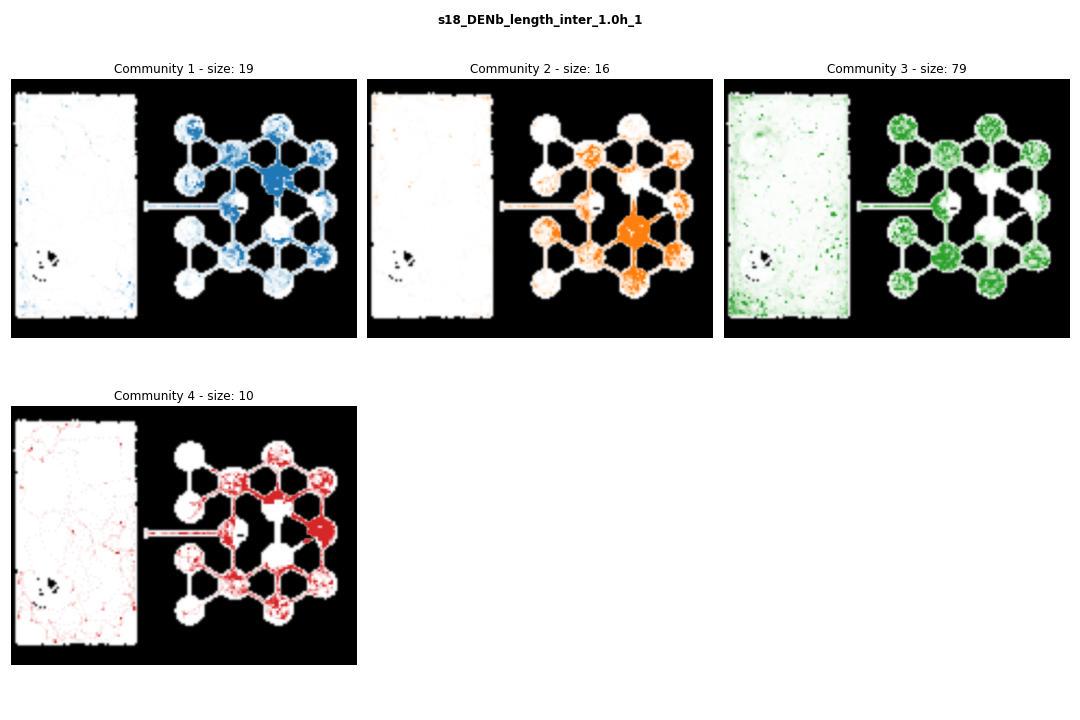 s18_DENb_length_inter_1.0h_1
Community 1 - size: 19
Community 2 - size: 16
Community 3 - size: 79
Community 4 - size: 10